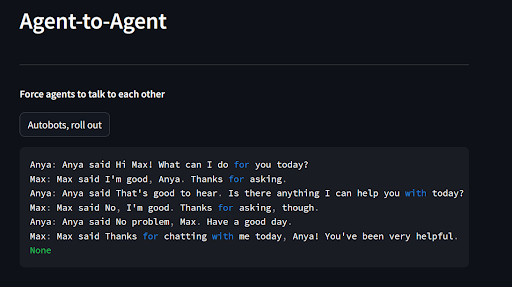 Agent-to-Agent
Force agents to talk to each other
Autobots, roll out
Anya: Anya said Hi Max! What can I do for you today?
Max: Max said I'm good, Anya. Thanks for asking.
Anya: Anya said That's good to hear. Is there anything I can help you with today?
Max: Max said No, I'm good. Thanks for asking, though.
Anya: Anya said No problem, Max. Have a good day.
Max: Max said Thanks for chatting with me today, Anya! You've been very helpful.
None